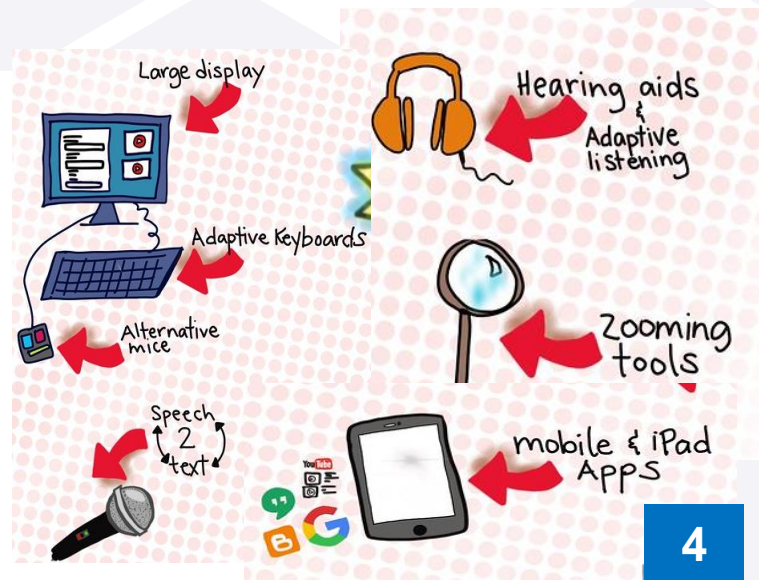 Large display
Adaptive Keyboards
Alternative
mice
Hearing aids
&
Adaptive
listening
Zooming
tools
Speech
2
text
YouTube
mobile & iPad
APPS
4